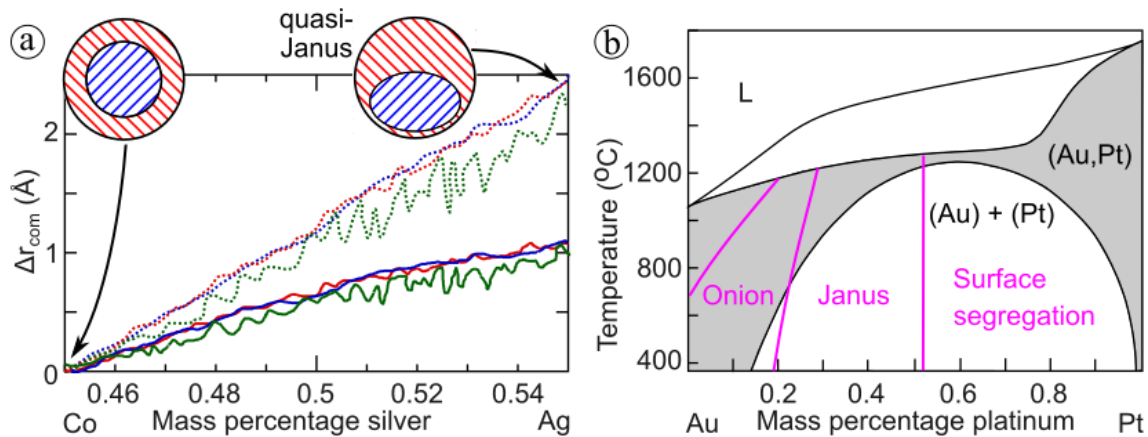 a
quasi-
Janus
2
1
0
Δr_com (Å)
0.46
0.48
0.5
0.52
0.54
Co
Mass percentage silver
Ag
b
1600
1200
800
400
Temperature (ºC)
L
(Au,Pt)
(Au) + (Pt)
Onion
Janus
Surface
segregation
0.2
0.4
0.6
0.8
Au
Mass percentage platinum
Pt